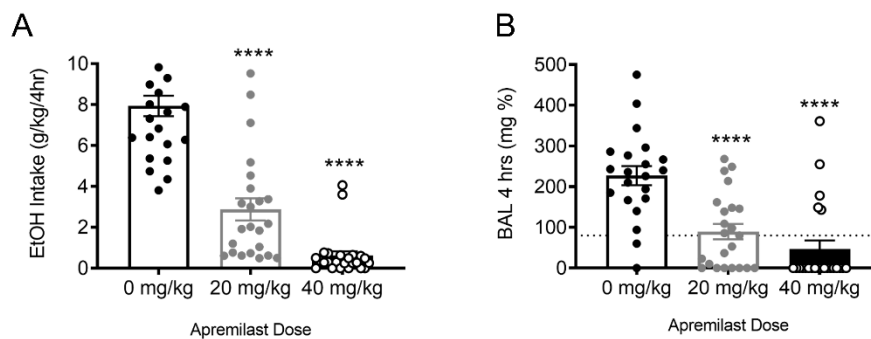 A
EtOH Intake (g/kg/4hr)
10
8
6
4
2
0
****
****
0 mg/kg 20 mg/kg 40 mg/kg
Apremilast Dose
B
BAL 4 hrs (mg %)
500
400
300
200
100
0
****
****
0 mg/kg 20 mg/kg 40 mg/kg
Apremilast Dose